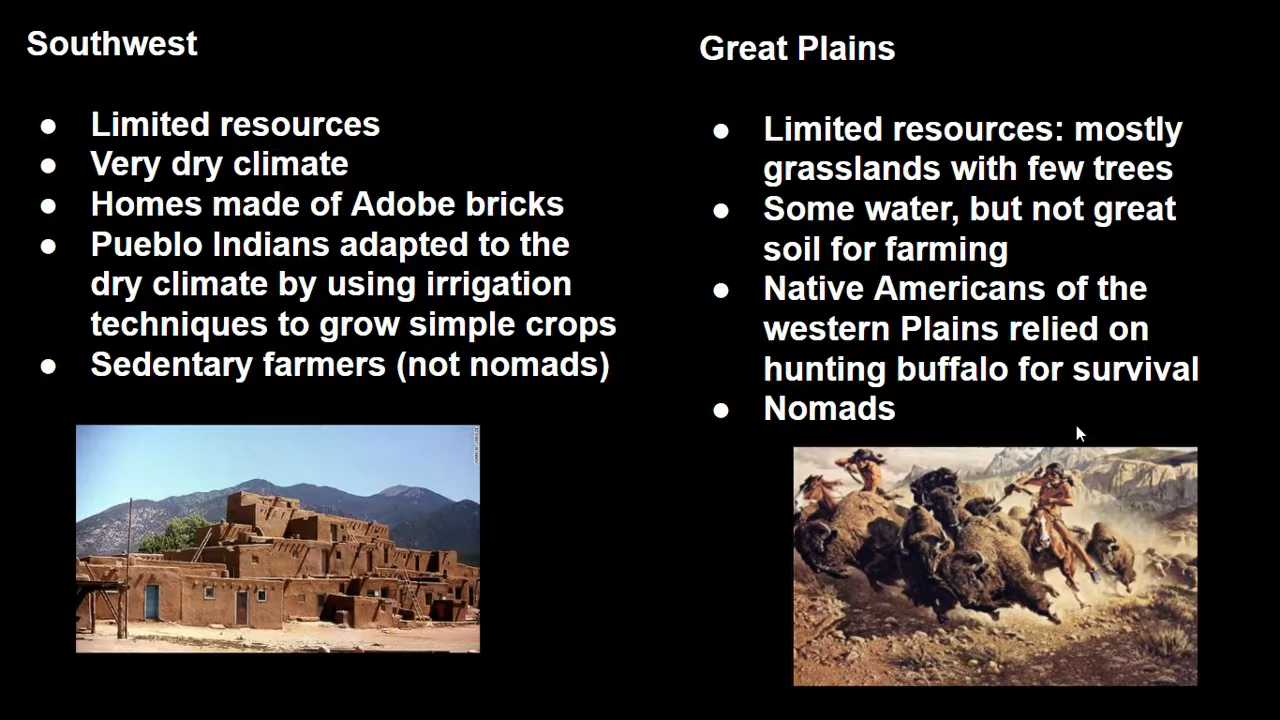 Southwest
● Limited resources
● Very dry climate
● Homes made of Adobe bricks
● Pueblo Indians adapted to the
dry climate by using irrigation
techniques to grow simple crops
● Sedentary farmers (not nomads)
Great Plains
● Limited resources: mostly
grasslands with few trees
● Some water, but not great
soil for farming
● Native Americans of the
western Plains relied on
hunting buffalo for survival
● Nomads